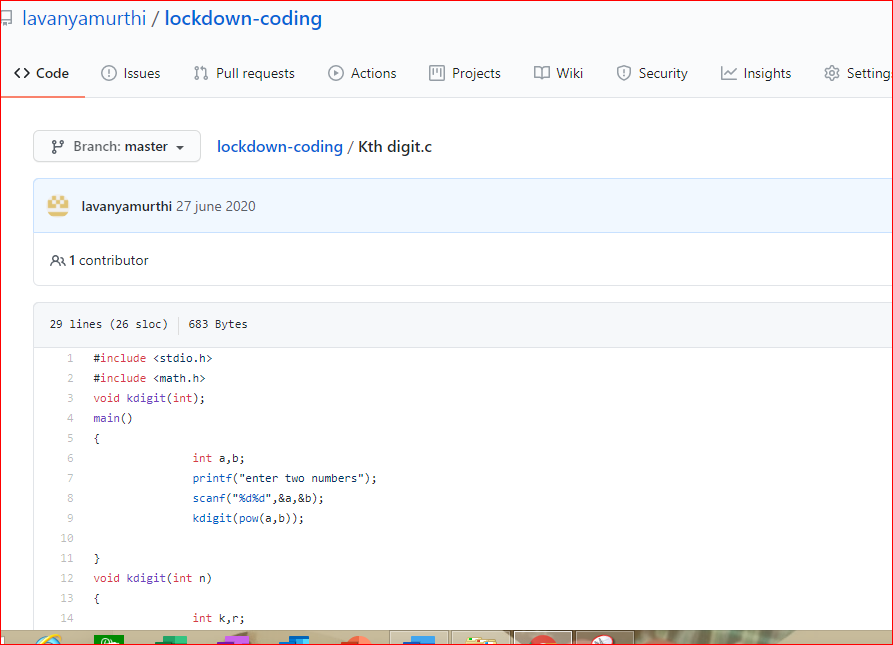 lavanyamurthi / lockdown-coding
<> Code Issues Pull requests Actions Projects Wiki Security Insights Setting
Branch: master lockdown-coding / Kth digit.c
lavanyamurthi 27 june 2020
1 contributor
29 lines (26 sloc) 683 Bytes
1 #include <stdio.h>
2 #include <math.h>
3 void kdigit(int);
4 main()
5 {
6 int a,b;
7 printf("enter two numbers");
8 scanf("%d%d",&a,&b);
9 kdigit(pow(a,b));
10
11 }
12 void kdigit(int n)
13 {
14 int k,r;